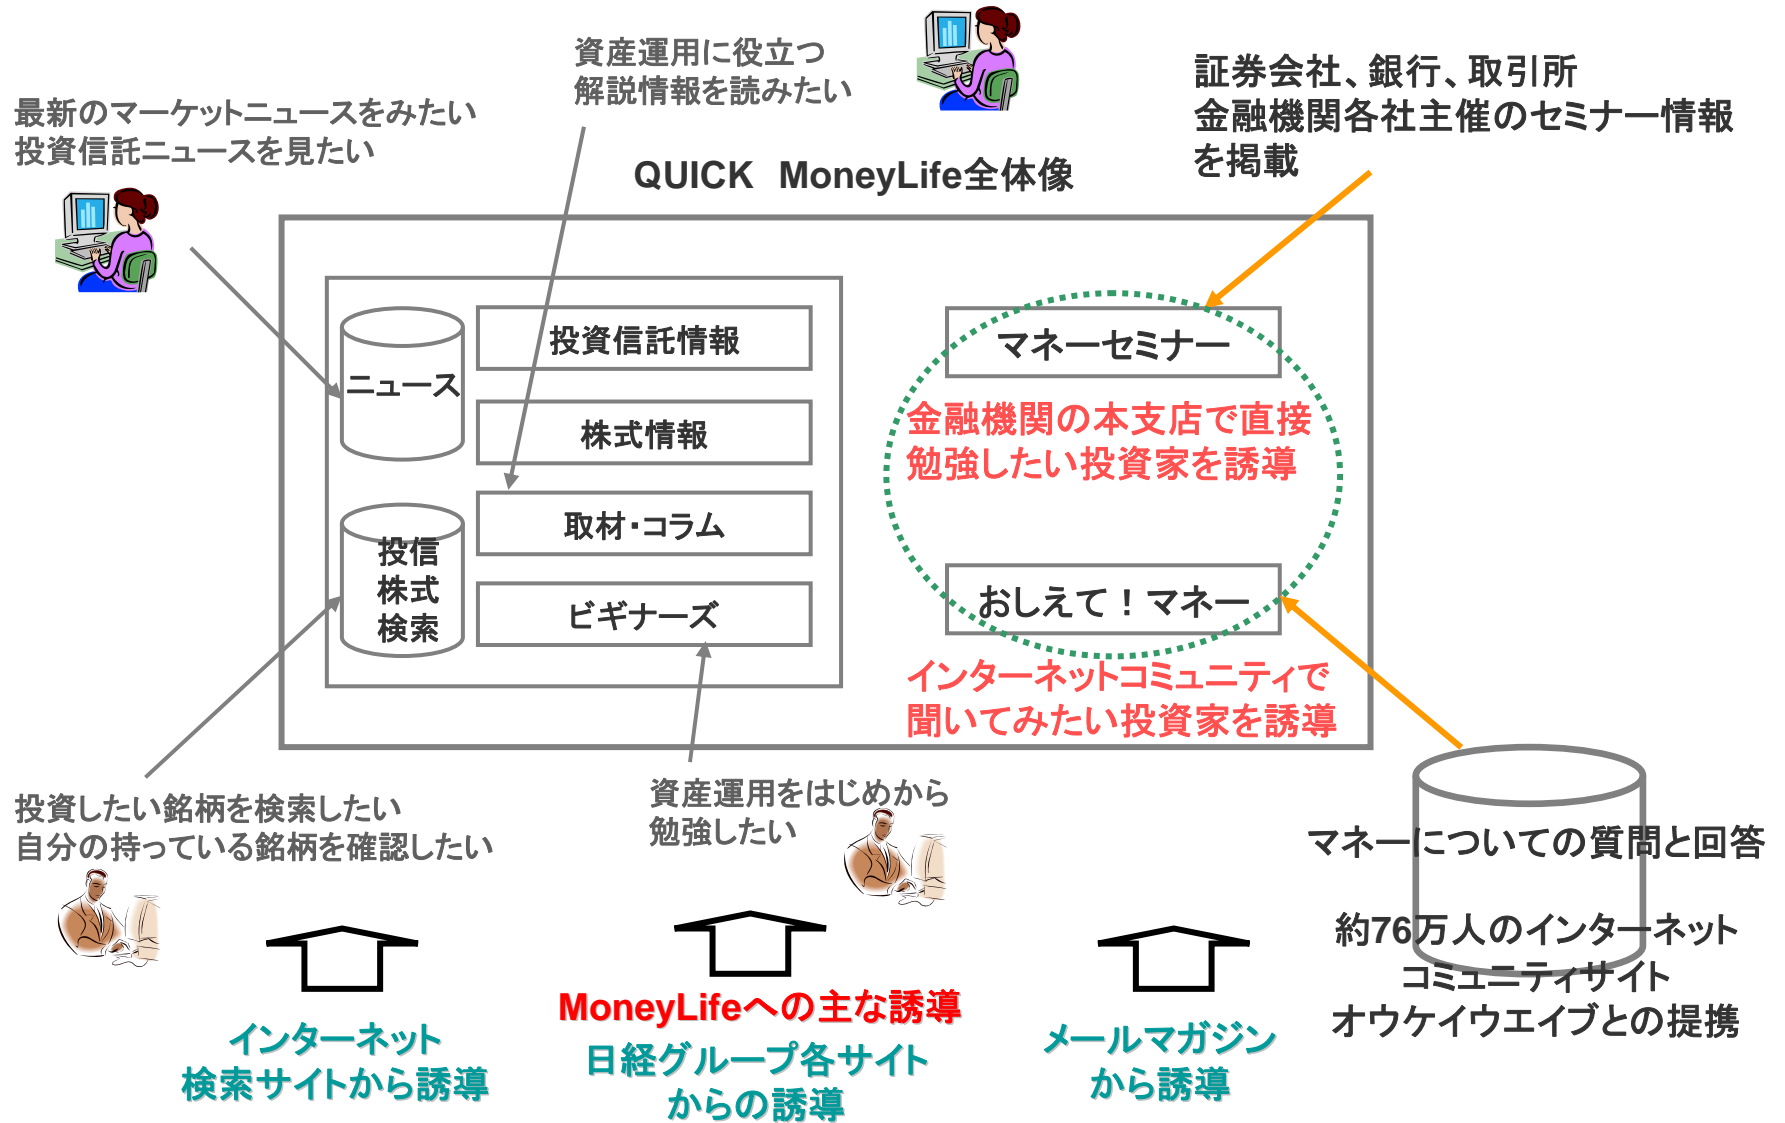 資産運用に役立つ
解説情報を読みたい
証券会社、銀行、取引所
金融機関各社主催のセミナー情報
を掲載
最新のマーケットニュースをみたい
投資信託ニュースを見たい
QUICK　MoneyLife全体像
ニュース
投資信託情報
株式情報
取材・コラム
ビギナーズ
投信
株式
検索
マネーセミナー
金融機関の本支店で直接
勉強したい投資家を誘導
おしえて！マネー
インターネットコミュニティで
聞いてみたい投資家を誘導
投資したい銘柄を検索したい
自分の持っている銘柄を確認したい
資産運用をはじめから
勉強したい
マネーについての質問と回答
約76万人のインターネット
コミュニティサイト
オウケイウエイブとの提携
MoneyLifeへの主な誘導
インターネット
検索サイトから誘導
日経グループ各サイト
からの誘導
メールマガジン
から誘導